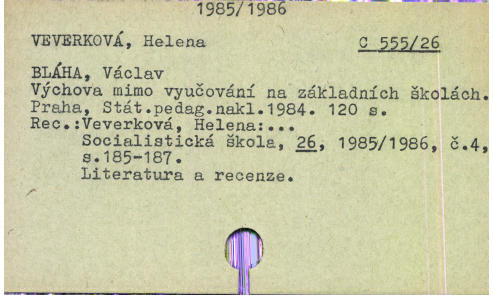 1985/1986
VEVERKOVÁ, Helena C 555/26
BLÁHA, Václav
Výchova mimo vyučování na základních školách.
Praha, Stát.pedag.nakl.1984. 120 s.
Rec.:Veverková, Helena:...
Socialistická škola, 26, 1985/1986, č.4,
s.185-187.
Literatura a recenze.